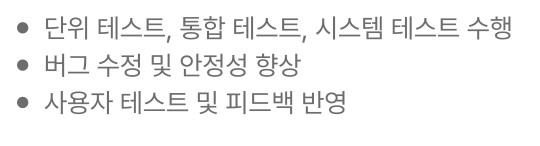 ● 단위 테스트, 통합 테스트, 시스템 테스트 수행
● 버그 수정 및 안정성 향상
● 사용자 테스트 및 피드백 반영